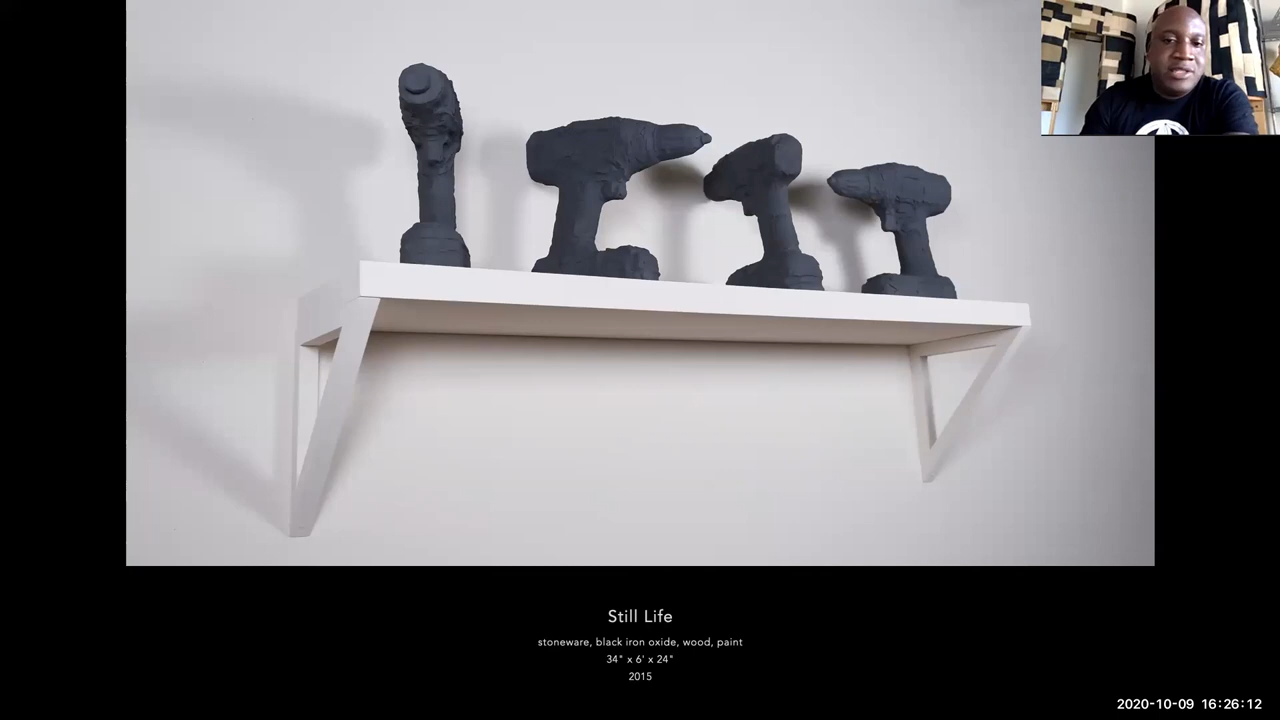 Still Life
stoneware, black iron oxide, wood, paint
34" x 6' x 24"
2015
2020-10-09 16:26:12